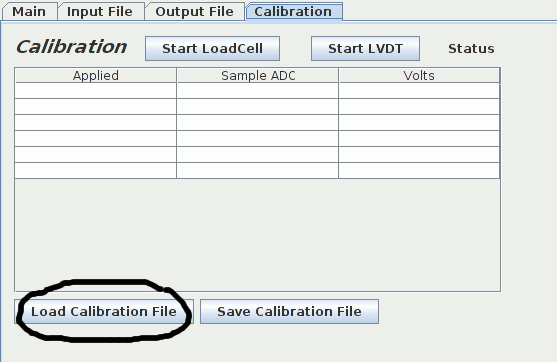 Main Input File Output File Calibration
Calibration Start LoadCell Start LVDT Status
Applied Sample ADC Volts
Load Calibration File Save Calibration File